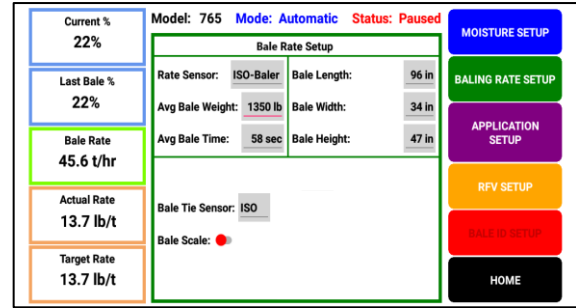 Current %
22%
Last Bale %
22%
Bale Rate
45.6 t/hr
Actual Rate
13.7 lb/t
Target Rate
13.7 lb/t
Model: 765 Mode: Automatic Status: Paused
Bale Rate Setup
Rate Sensor: ISO-Baler
Avg Bale Weight: 1350 lb
Avg Bale Time: 58 sec
Bale Length: 96 in
Bale Width: 34 in
Bale Height: 47 in
Bale Tie Sensor: ISO
Bale Scale:
MOISTURE SETUP
BALING RATE SETUP
APPLICATION
SETUP
RFV SETUP
BALE ID SETUP
HOME